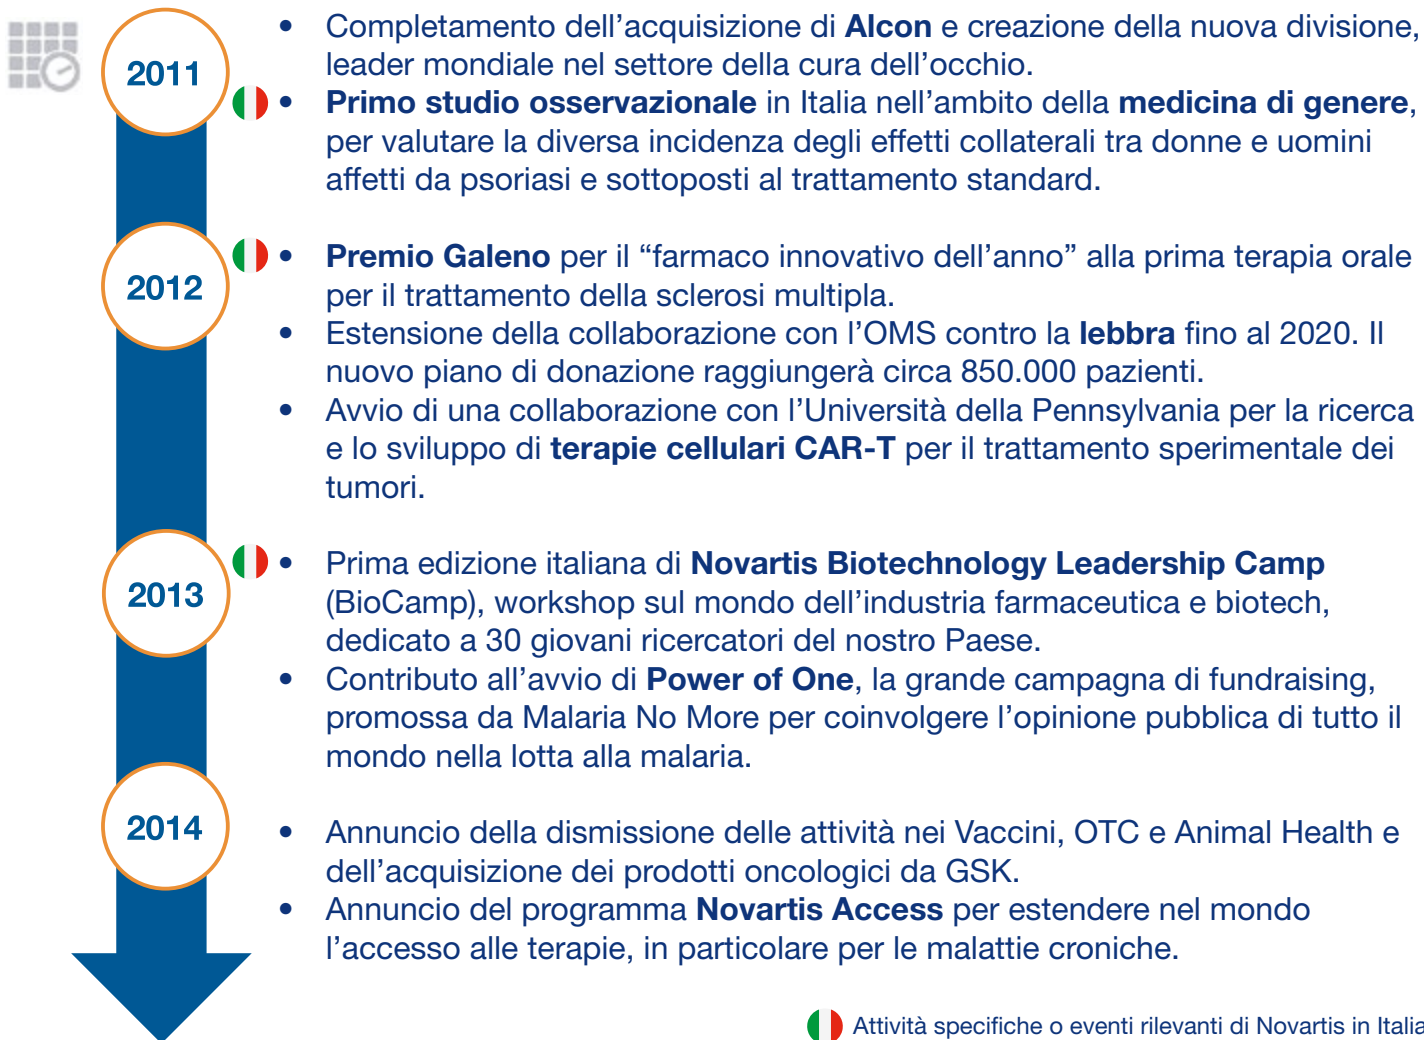 2011
• Completamento dell’acquisizione di Alcon e creazione della nuova divisione,
leader mondiale nel settore della cura dell’occhio.
• Primo studio osservazionale in Italia nell’ambito della medicina di genere,
per valutare la diversa incidenza degli effetti collaterali tra donne e uomini
affetti da psoriasi e sottoposti al trattamento standard.
2012
• Premio Galeno per il “farmaco innovativo dell’anno” alla prima terapia orale
per il trattamento della sclerosi multipla.
• Estensione della collaborazione con l’OMS contro la lebbra fino al 2020. Il
nuovo piano di donazione raggiungerà circa 850.000 pazienti.
• Avvio di una collaborazione con l’Università della Pennsylvania per la ricerca
e lo sviluppo di terapie cellulari CAR-T per il trattamento sperimentale dei
tumori.
2013
• Prima edizione italiana di Novartis Biotechnology Leadership Camp
(BioCamp), workshop sul mondo dell’industria farmaceutica e biotech,
dedicato a 30 giovani ricercatori del nostro Paese.
• Contributo all’avvio di Power of One, la grande campagna di fundraising,
promossa da Malaria No More per coinvolgere l’opinione pubblica di tutto il
mondo nella lotta alla malaria.
2014
• Annuncio della dismissione delle attività nei Vaccini, OTC e Animal Health e
dell’acquisizione dei prodotti oncologici da GSK.
• Annuncio del programma Novartis Access per estendere nel mondo
l’accesso alle terapie, in particolare per le malattie croniche.
Attività specifiche o eventi rilevanti di Novartis in Italia